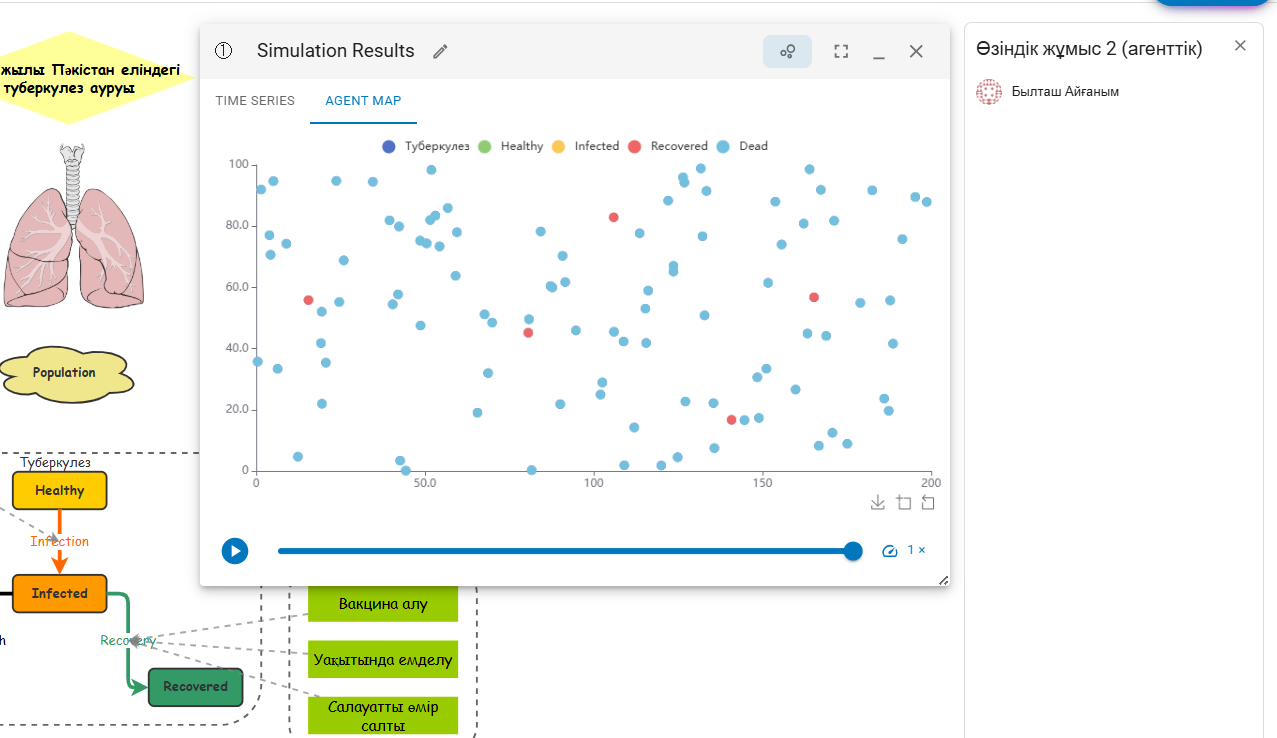 жылы Пәкістан еліндегі
туберкулез ауруы
Population
Туберкулез
Healthy
Infection
Infected
Recovery
Recovered
①
Simulation Results
TIME SERIES
AGENT MAP
Туберкулез
Healthy
Infected
Recovered
Dead
100
80.0
60.0
40.0
20.0
0
0
50.0
100
150
200
1 ×
Вакцина алу
Уақытында емделу
Салауатты өмір
салты
Өзіндік жұмыс 2 (агенттік)
Былташ Айғаным